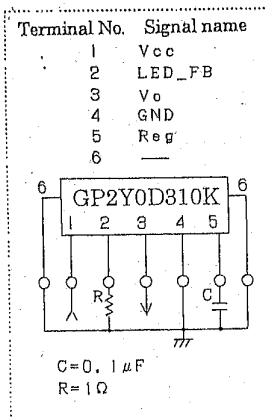 Terminal No. Signal name
1 Vcc
2 LED_FB
3 Vo
4 GND
5 Reg
6 —
6 GP2Y0D310K 6
1 2 3 4 5
R C
C=0.1μF
R=1Ω